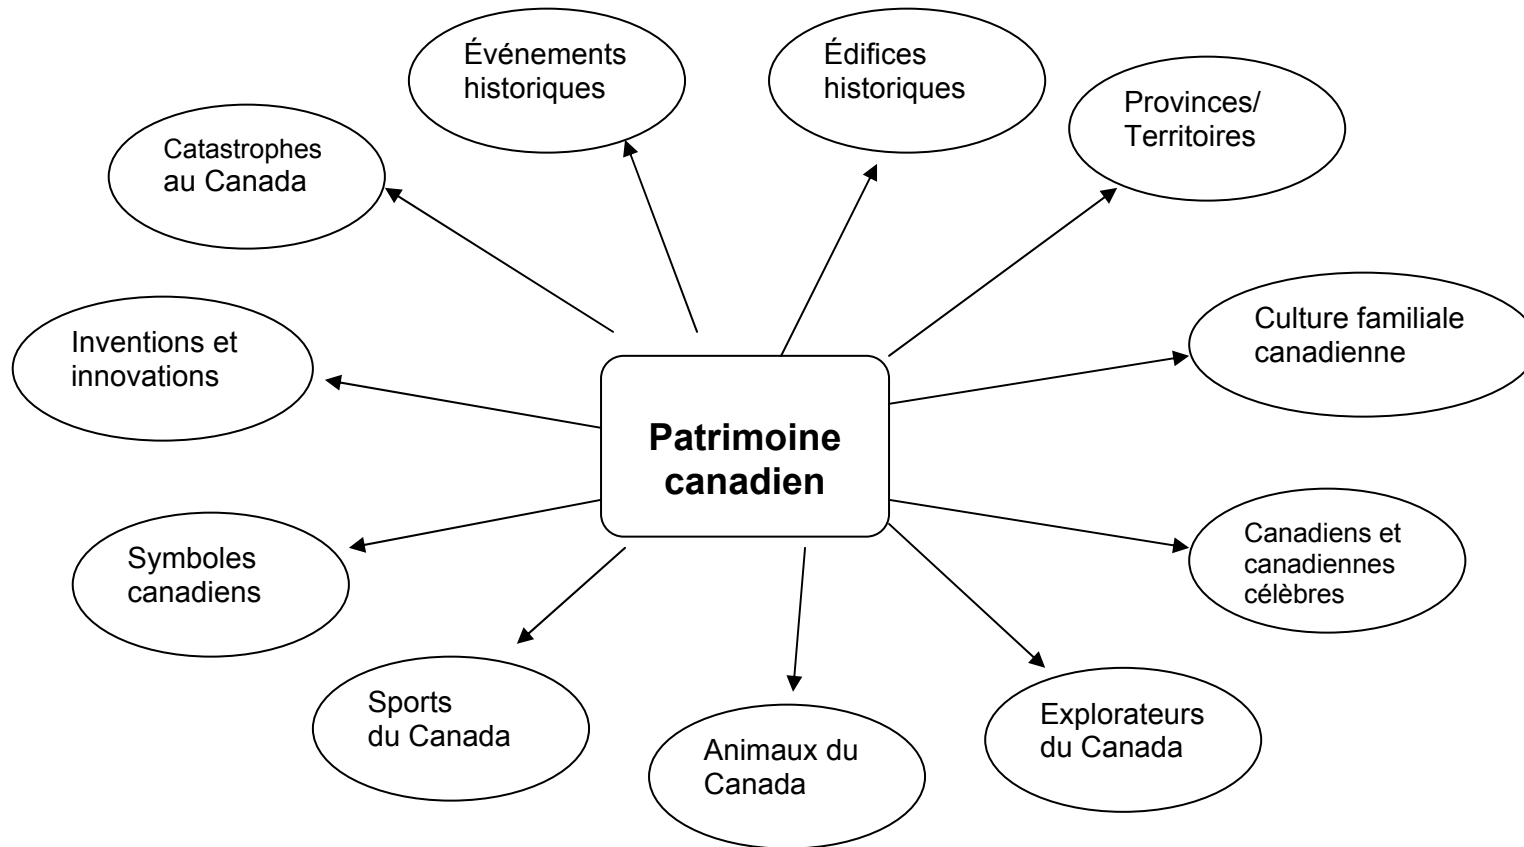 Événements
historiques
Édifices
historiques
Provinces/
Territoires
Catastrophes
au Canada
Culture familiale
canadienne
Inventions et
innovations
Patrimoine
canadien
Canadiens et
canadiennes
célèbres
Symboles
canadiens
Sports
du Canada
Animaux du
Canada
Explorateurs
du Canada